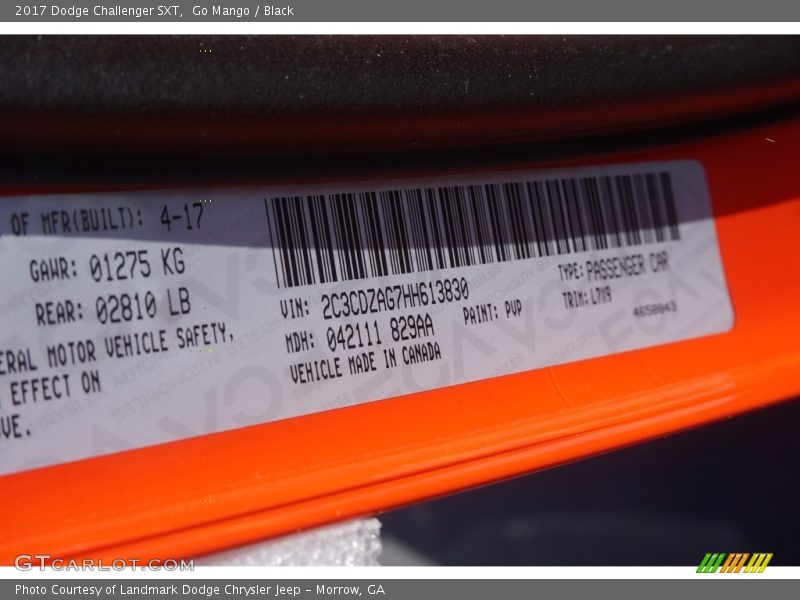 2017 Dodge Challenger SXT, Go Mango / Black
OF MFR(BUILT): 4-17
GAWR: 01275 KG
REAR: 02810 LB
ERAL MOTOR VEHICLE SAFETY,
EFFECT ON
VE.
VIN: 2C3CDZAG7HH613830
TYPE: PASSENGER CAR
MDH: 042111 829AA
PAINT: PVP
TRIM: L7X9
VEHICLE MADE IN CANADA
4658043
GTCARLOT.COM
Photo Courtesy of Landmark Dodge Chrysler Jeep – Morrow, GA